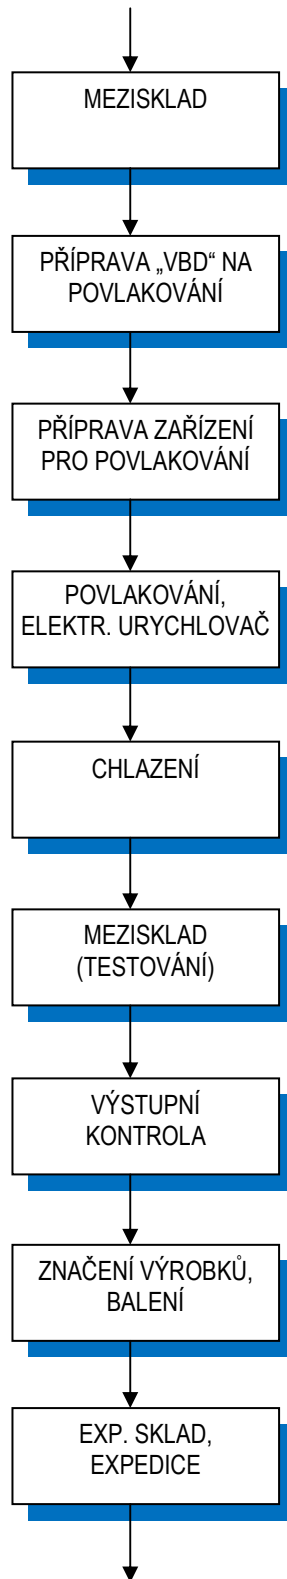 MEZISKLAD
PŘÍPRAVA „VBD“ NA
POVLAKOVÁNÍ
PŘÍPRAVA ZAŘÍZENÍ
PRO POVLAKOVÁNÍ
POVLAKOVÁNÍ,
ELEKTR. URYCHLOVAČ
CHLAZENÍ
MEZISKLAD
(TESTOVÁNÍ)
VÝSTUPNÍ
KONTROLA
ZNAČENÍ VÝROBKŮ,
BALENÍ
EXP. SKLAD,
EXPEDICE